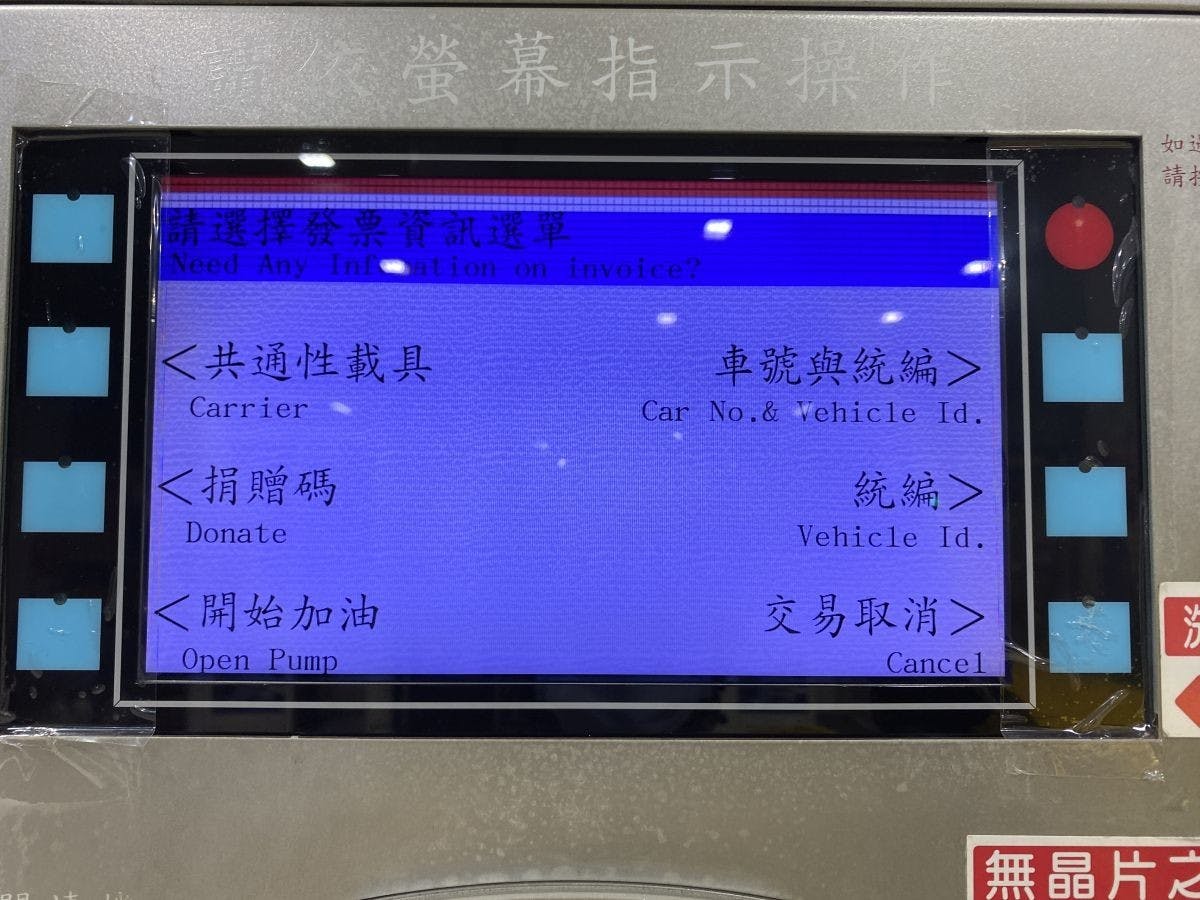 請依螢幕指示操作
如
請
請選擇發票資訊選單
Need Any Information on invoice?
<共通性載具
Carrier
車號與統編>
Car No.& Vehicle Id.
<捐贈碼
Donate
統編>
Vehicle Id.
<開始加油
Open Pump
交易取消>
Cancel
無晶片之